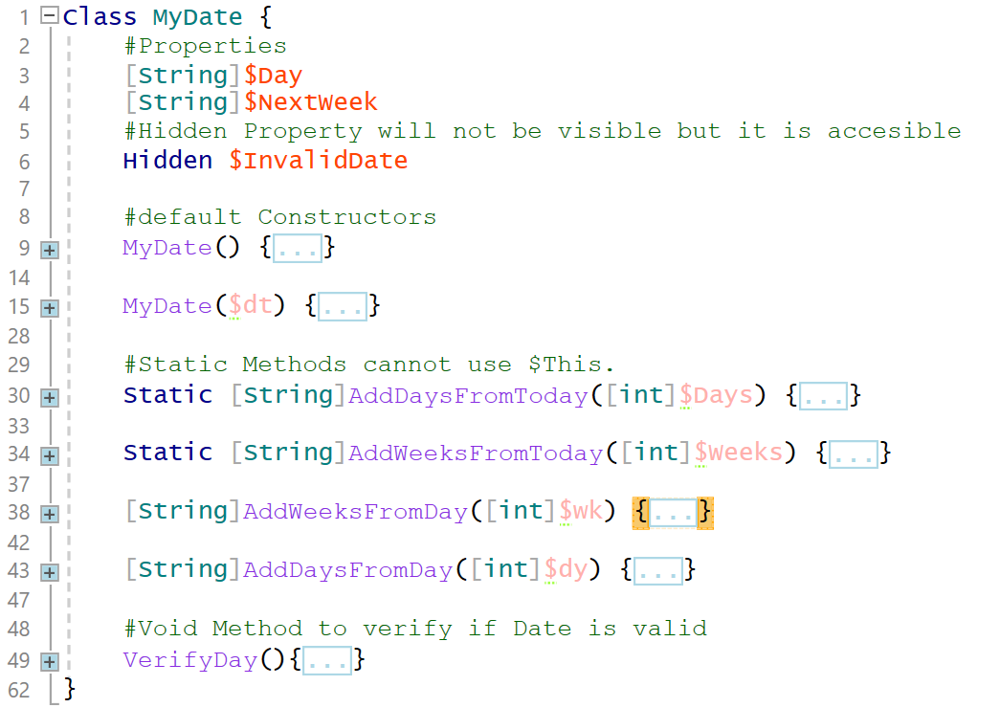 1 Class MyDate {
2 #Properties
3 [String]$Day
4 [String]$NextWeek
5 #Hidden Property will not be visible but it is accesible
6 Hidden $InvalidDate
7
8 #default Constructors
9 MyDate() {...}
14
15 MyDate($dt) {...}
28
29 #Static Methods cannot use $This.
30 Static [String]AddDaysFromToday([int]$Days) {...}
33
34 Static [String]AddWeeksFromToday([int]$Weeks) {...}
37
38 [String]AddWeeksFromDay([int]$wk) {...}
42
43 [String]AddDaysFromDay([int]$dy) {...}
47
48 #Void Method to verify if Date is valid
49 VerifyDay(){...}
62 }